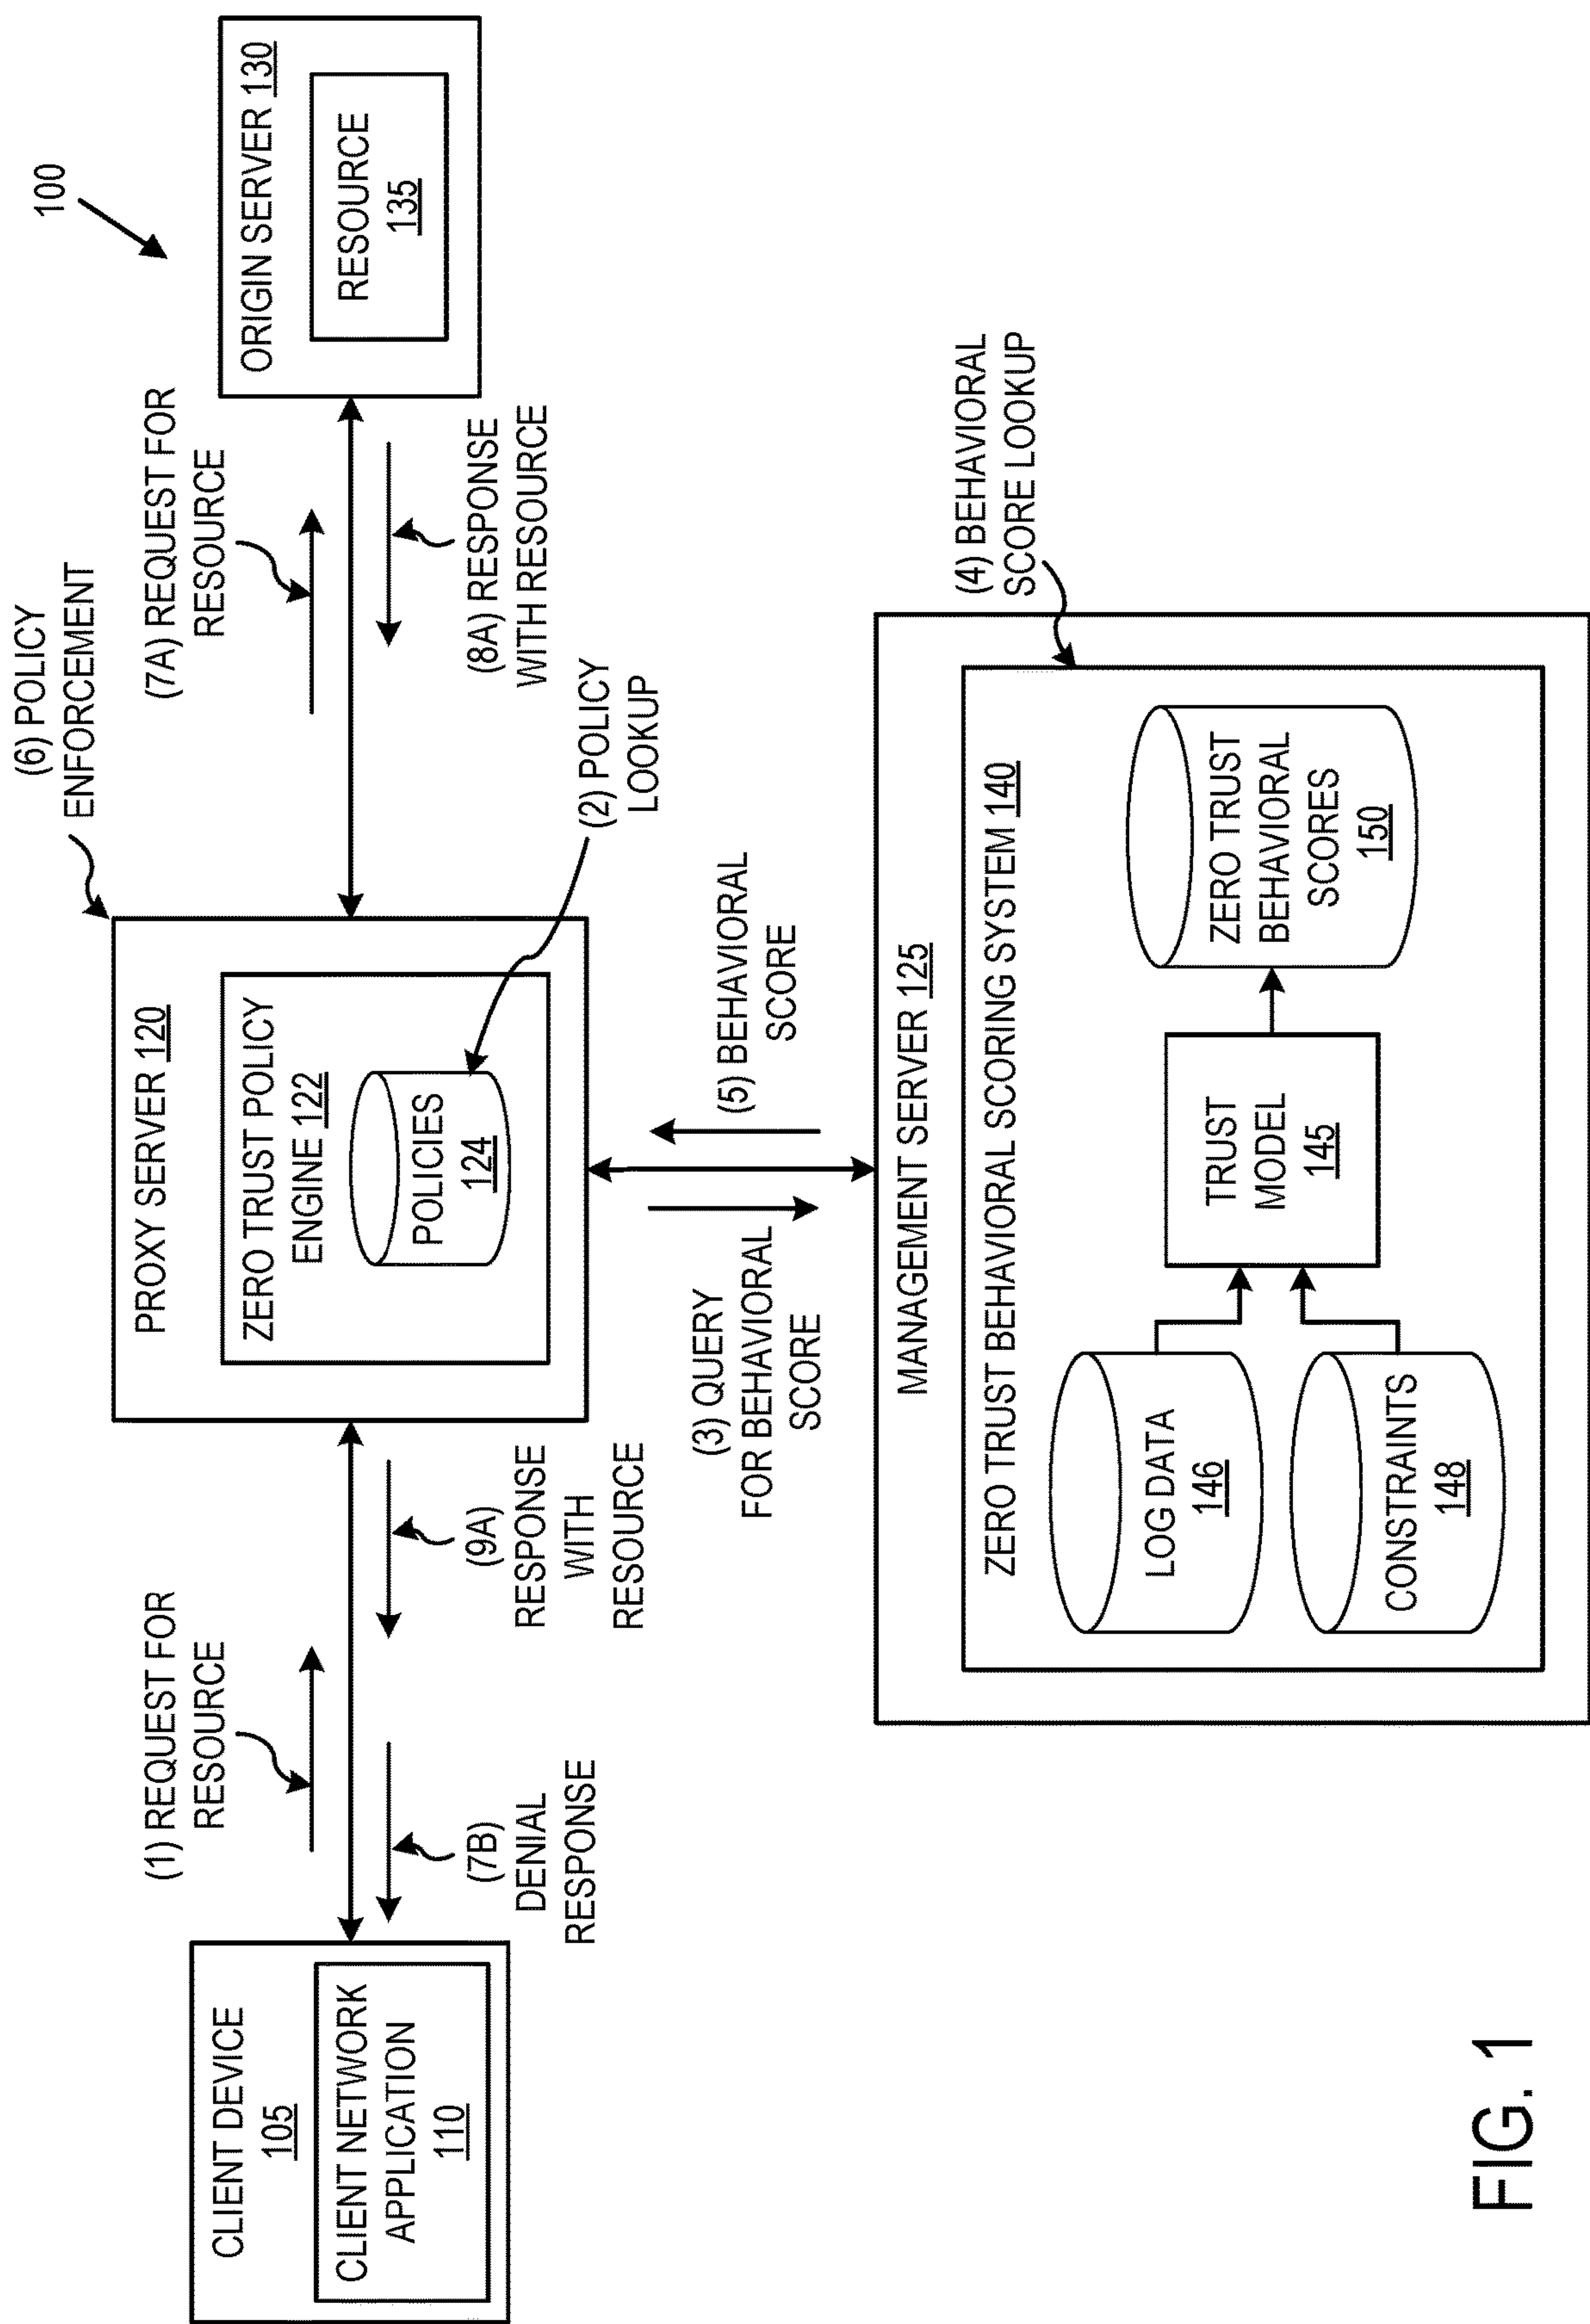 100
CLIENT DEVICE
105
CLIENT NETWORK
APPLICATION
110
(1) REQUEST FOR
RESOURCE
(7B)
DENIAL
RESPONSE
(9A)
RESPONSE
WITH
RESOURCE
(6) POLICY
ENFORCEMENT
PROXY SERVER 120
ZERO TRUST POLICY
ENGINE 122
POLICIES
124
(2) POLICY
LOOKUP
(7A) REQUEST FOR
RESOURCE
(8A) RESPONSE
WITH RESOURCE
ORIGIN SERVER 130
RESOURCE
135
(3) QUERY
FOR BEHAVIORAL
SCORE
(5) BEHAVIORAL
SCORE
(4) BEHAVIORAL
SCORE LOOKUP
MANAGEMENT SERVER 125
ZERO TRUST BEHAVIORAL SCORING SYSTEM 140
LOG DATA
146
CONSTRAINTS
148
TRUST
MODEL
145
ZERO TRUST
BEHAVIORAL
SCORES
150
FIG. 1